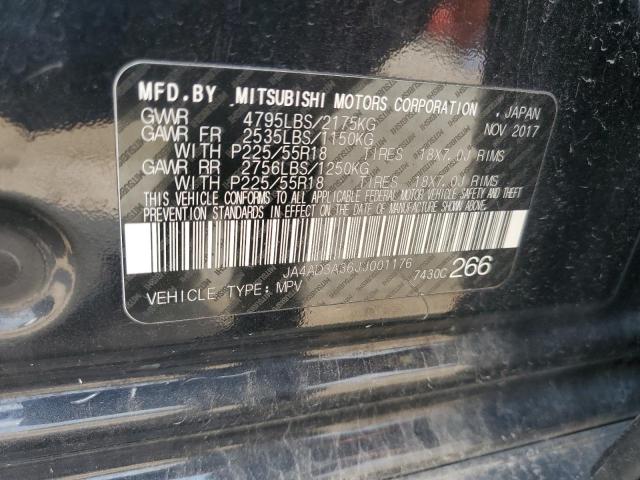 MFD.BY MITSUBISHI MOTORS CORPORATION, JAPAN
GVWR 4795LBS/2175KG NOV 2017
GAWR FR 2535LBS/1150KG
WITH P225/55R18 TIRES 18X7.0J RIMS
GAWR RR 2756LBS/1250KG
WITH P225/55R18 TIRES 18X7.0J RIMS
THIS VEHICLE CONFORMS TO ALL APPLICABLE FEDERAL MOTOR VEHICLE SAFETY AND THEFT
PREVENTION STANDARDS IN EFFECT ON THE DATE OF MANUFACTURE SHOWN ABOVE.
JA4AD3A36JJ001176 7430C 266
VEHICLE TYPE: MPV